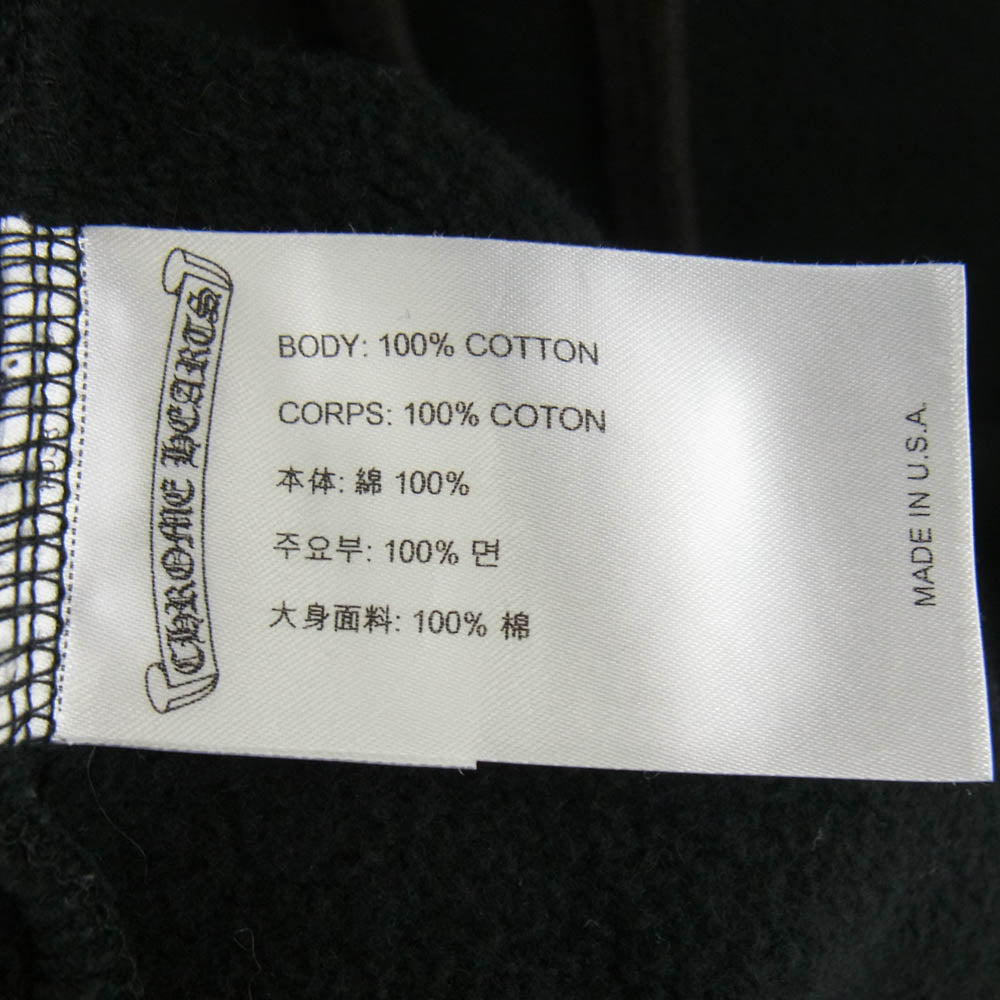 CHROME HEARTS
BODY: 100% COTTON
CORPS: 100% COTON
本体: 綿 100%
주요부: 100% 면
大身面料: 100% 棉
MADE IN U.S.A.